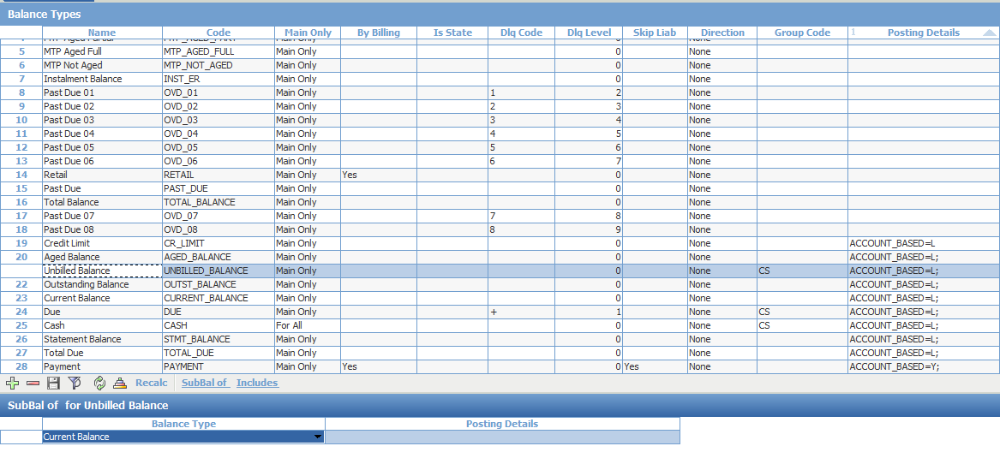 Balance Types
Name Code Main Only By Billing Is State Dlq Code Dlq Level Skip Liab Direction Group Code 1 Posting Details
4 MTP Aged Partial MTP_AGED_PART Main Only 0 None
5 MTP Aged Full MTP_AGED_FULL Main Only 0 None
6 MTP Not Aged MTP_NOT_AGED Main Only 0 None
7 Instalment Balance INST_ER Main Only 0 None
8 Past Due 01 OVD_01 Main Only 1 2 None
9 Past Due 02 OVD_02 Main Only 2 3 None
10 Past Due 03 OVD_03 Main Only 3 4 None
11 Past Due 04 OVD_04 Main Only 4 5 None
12 Past Due 05 OVD_05 Main Only 5 6 None
13 Past Due 06 OVD_06 Main Only 6 7 None
14 Retail RETAIL Main Only Yes 0 None
15 Past Due PAST_DUE Main Only 0 None
16 Total Balance TOTAL_BALANCE Main Only 0 None
17 Past Due 07 OVD_07 Main Only 7 8 None
18 Past Due 08 OVD_08 Main Only 8 9 None
19 Credit Limit CR_LIMIT Main Only 0 None ACCOUNT_BASED=L
20 Aged Balance AGED_BALANCE Main Only 0 None ACCOUNT_BASED=L;
Unbilled Balance UNBILLED_BALANCE Main Only 0 None CS ACCOUNT_BASED=L;
22 Outstanding Balance OUTST_BALANCE Main Only 0 None ACCOUNT_BASED=L;
23 Current Balance CURRENT_BALANCE Main Only 0 None ACCOUNT_BASED=L;
24 Due DUE Main Only + 1 None CS ACCOUNT_BASED=L;
25 Cash CASH For All 0 None CS ACCOUNT_BASED=L;
26 Statement Balance STMT_BALANCE Main Only 0 None ACCOUNT_BASED=L;
27 Total Due TOTAL_DUE Main Only 0 None ACCOUNT_BASED=L;
28 Payment PAYMENT Main Only Yes 0 Yes None ACCOUNT_BASED=Y;
Recalc SubBal of Includes
SubBal of for Unbilled Balance
Balance Type Posting Details
Current Balance